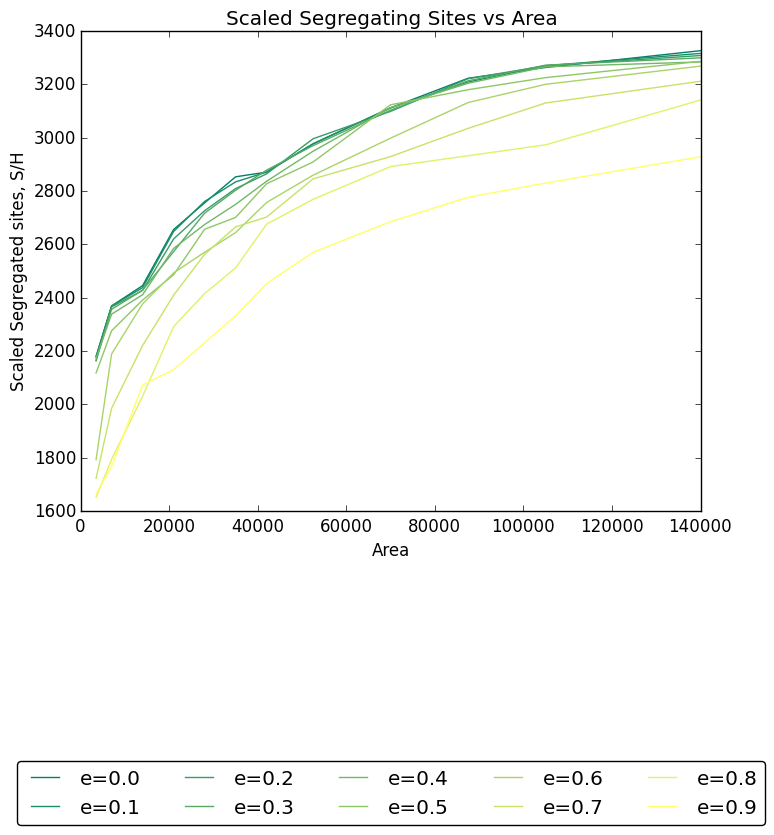 Scaled Segregating Sites vs Area
3400
3200
3000
2800
2600
2400
2200
2000
1800
1600
Scaled Segregated sites, S/H
0 20000 40000 60000 80000 100000 120000 140000
Area
e=0.0 e=0.2 e=0.4 e=0.6 e=0.8
e=0.1 e=0.3 e=0.5 e=0.7 e=0.9